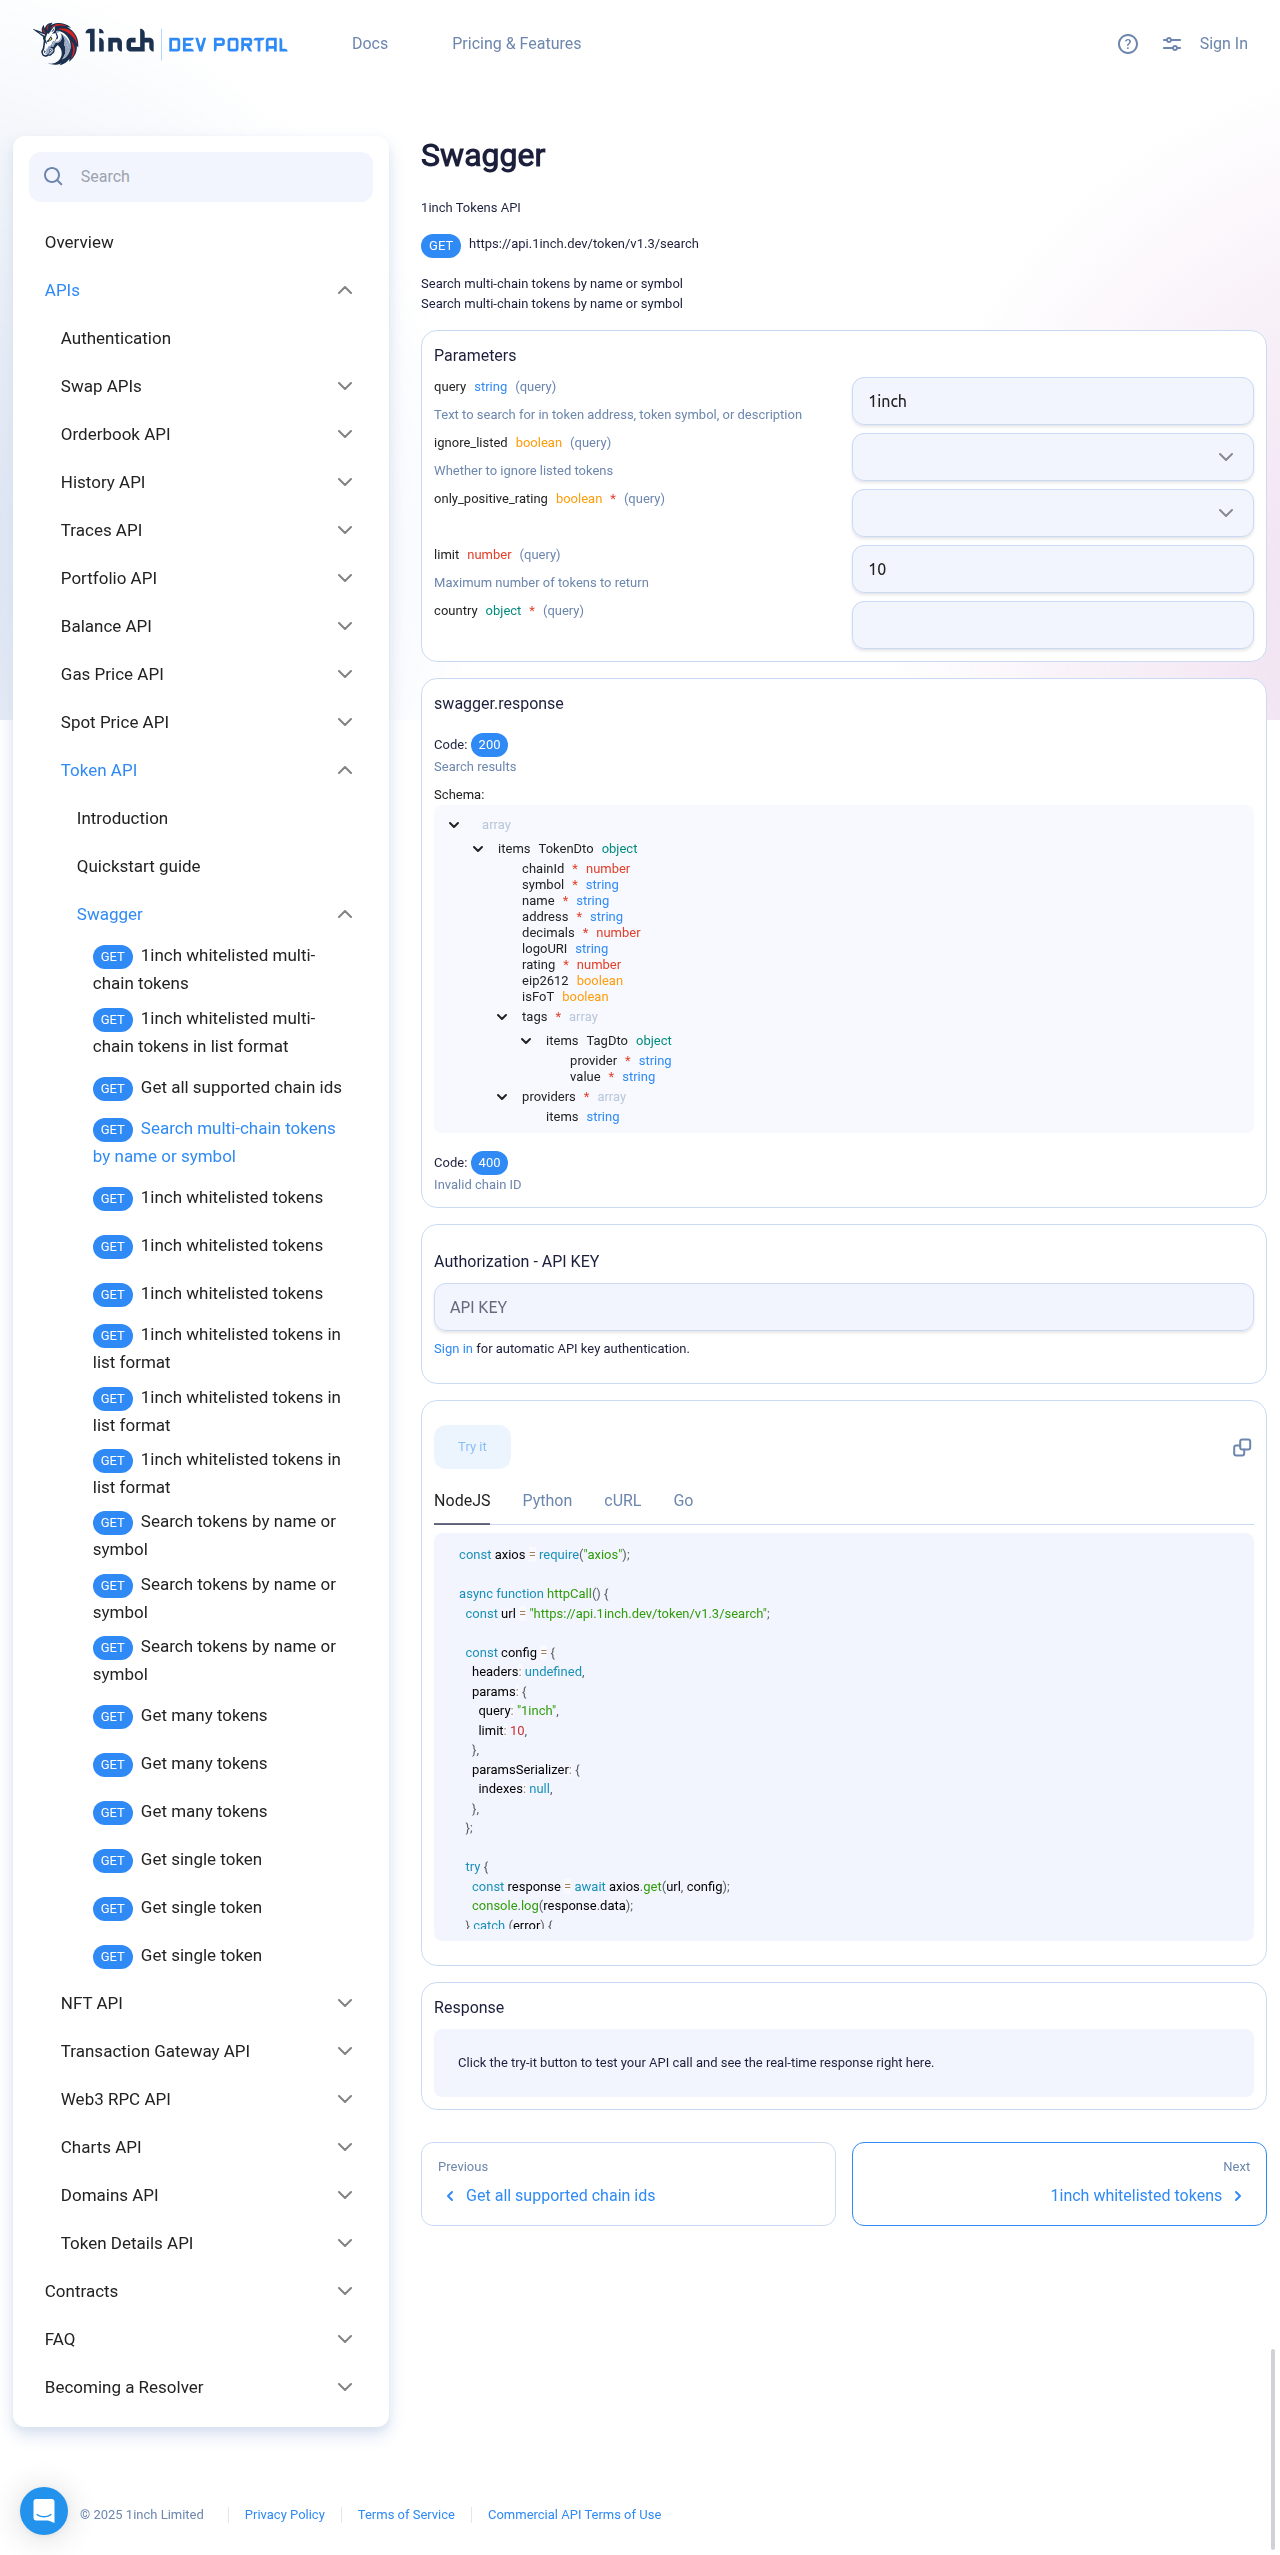 1inch DEV PORTAL
Docs
Pricing & Features
Sign In
Search
Overview
APIs
Authentication
Swap APIs
Orderbook API
History API
Traces API
Portfolio API
Balance API
Gas Price API
Spot Price API
Token API
Introduction
Quickstart guide
Swagger
GET 1inch whitelisted multi-
chain tokens
GET 1inch whitelisted multi-
chain tokens in list format
GET Get all supported chain ids
GET Search multi-chain tokens
by name or symbol
GET 1inch whitelisted tokens
GET 1inch whitelisted tokens
GET 1inch whitelisted tokens
GET 1inch whitelisted tokens in
list format
GET 1inch whitelisted tokens in
list format
GET 1inch whitelisted tokens in
list format
GET Search tokens by name or
symbol
GET Search tokens by name or
symbol
GET Search tokens by name or
symbol
GET Get many tokens
GET Get many tokens
GET Get many tokens
GET Get single token
GET Get single token
GET Get single token
NFT API
Transaction Gateway API
Web3 RPC API
Charts API
Domains API
Token Details API
Contracts
FAQ
Becoming a Resolver
Swagger
1inch Tokens API
GET https://api.1inch.dev/token/v1.3/search
Search multi-chain tokens by name or symbol
Search multi-chain tokens by name or symbol
Parameters
query string (query)
1inch
Text to search for in token address, token symbol, or description
ignore_listed boolean (query)
Whether to ignore listed tokens
only_positive_rating boolean * (query)
limit number (query)
10
Maximum number of tokens to return
country object * (query)
swagger.response
Code: 200
Search results
Schema:
array
items TokenDto object
chainId * number
symbol * string
name * string
address * string
decimals * number
logoURI string
rating * number
eip2612 boolean
isFoT boolean
tags * array
items TagDto object
provider * string
value * string
providers * array
items string
Code: 400
Invalid chain ID
Authorization - API KEY
API KEY
Sign in for automatic API key authentication.
Try it
NodeJS Python cURL Go
const axios = require("axios");
async function httpCall() {
const url = "https://api.1inch.dev/token/v1.3/search";
const config = {
headers: undefined,
params: {
query: "1inch",
limit: 10,
},
paramsSerializer: {
indexes: null,
},
};
try {
const response = await axios.get(url, config);
console.log(response.data);
} catch (error) {
Response
Click the try-it button to test your API call and see the real-time response right here.
Previous
Get all supported chain ids
Next
1inch whitelisted tokens
© 2025 1inch Limited
Privacy Policy
Terms of Service
Commercial API Terms of Use